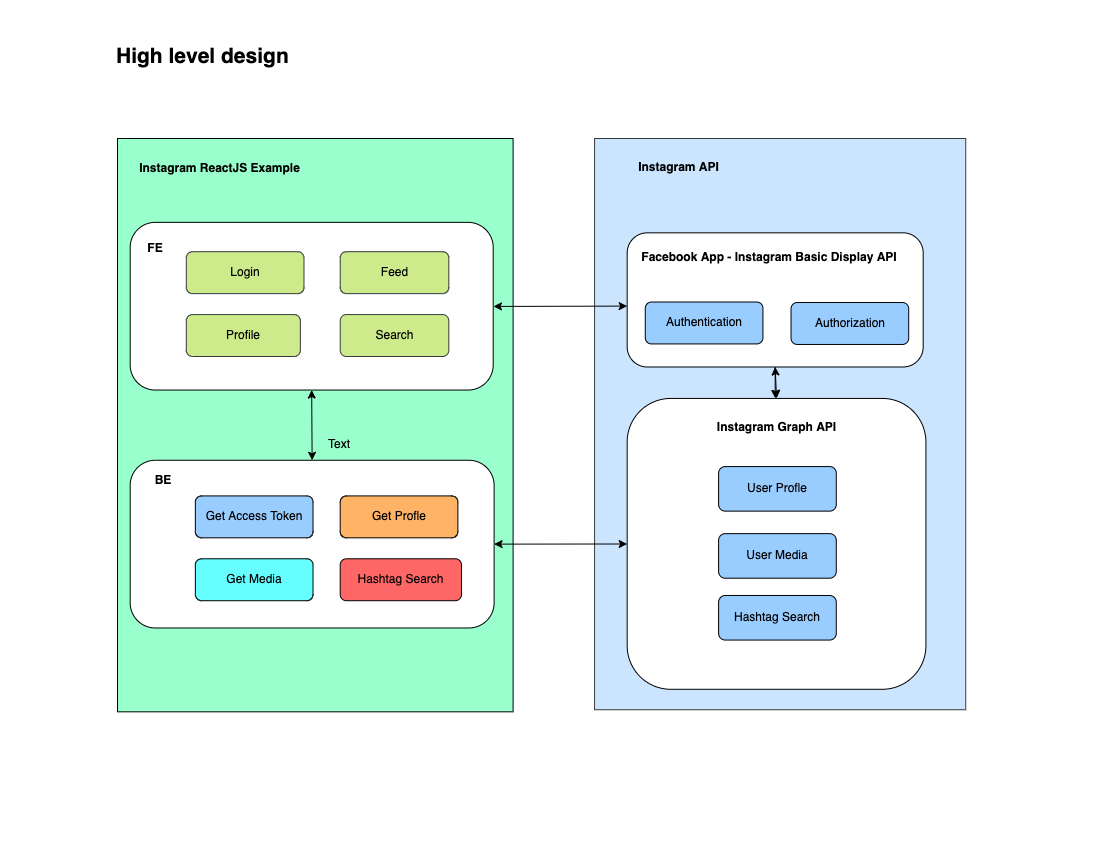 High level design
Instagram ReactJS Example
FE
Login
Feed
Profile
Search
Text
BE
Get Access Token
Get Profle
Get Media
Hashtag Search
Instagram API
Facebook App - Instagram Basic Display API
Authentication
Authorization
Instagram Graph API
User Profle
User Media
Hashtag Search